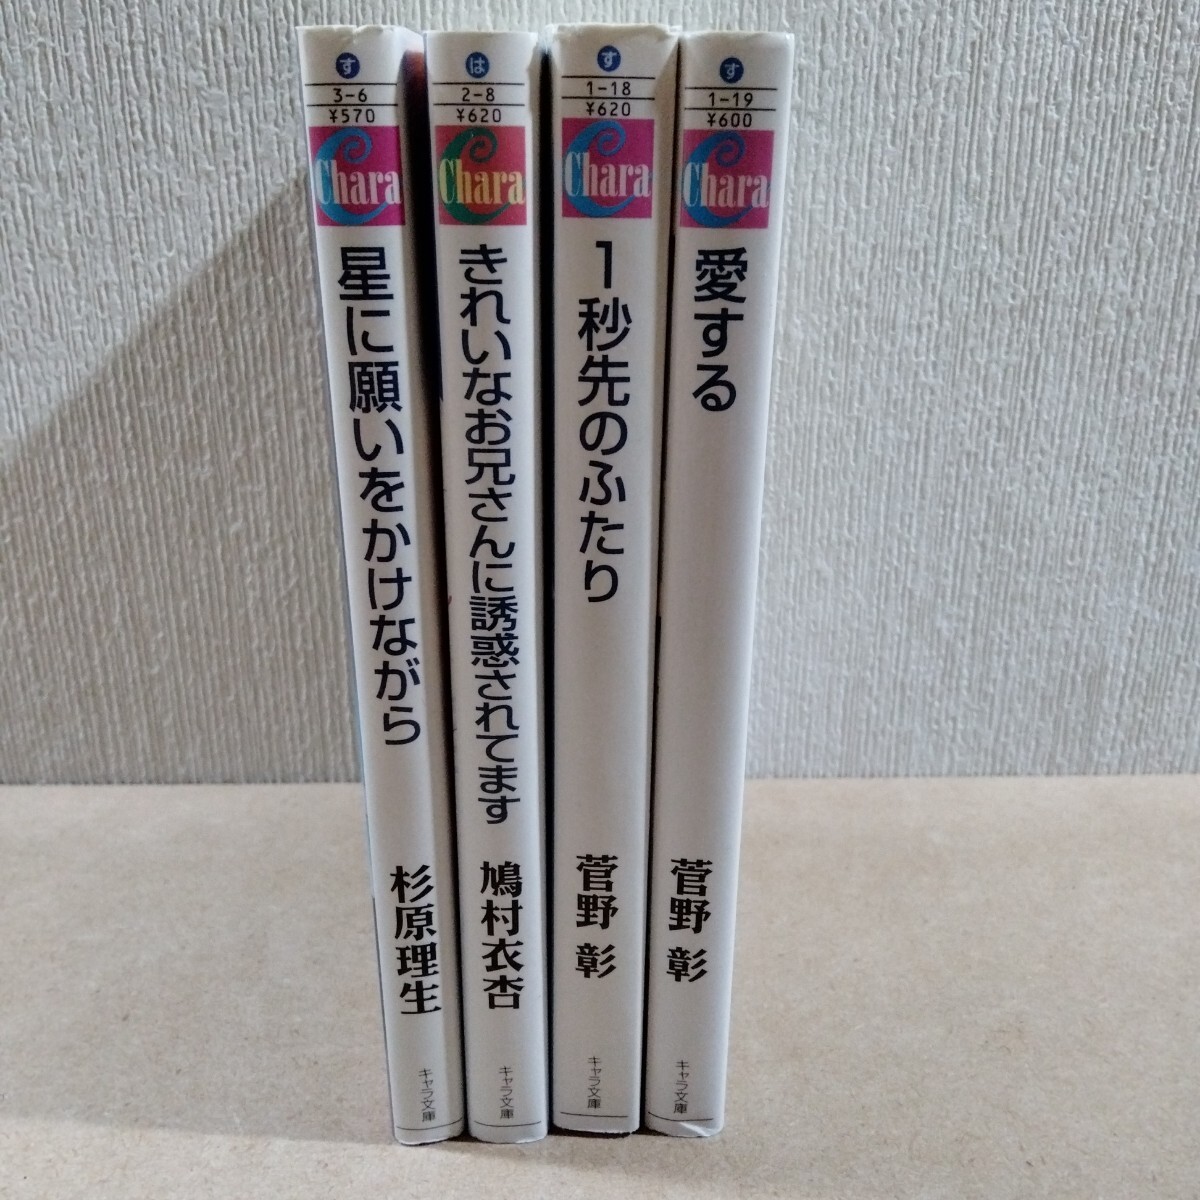 す
3-6
¥570
Chara
星に願いをかけながら
杉原理生
キャラ文庫
は
2-8
¥620
Chara
きれいなお兄さんに誘惑されてます
鳩村衣杏
キャラ文庫
す
1-18
¥620
Chara
1秒先のふたり
菅野 彰
キャラ文庫
す
1-19
¥600
Chara
愛する
菅野 彰
キャラ文庫